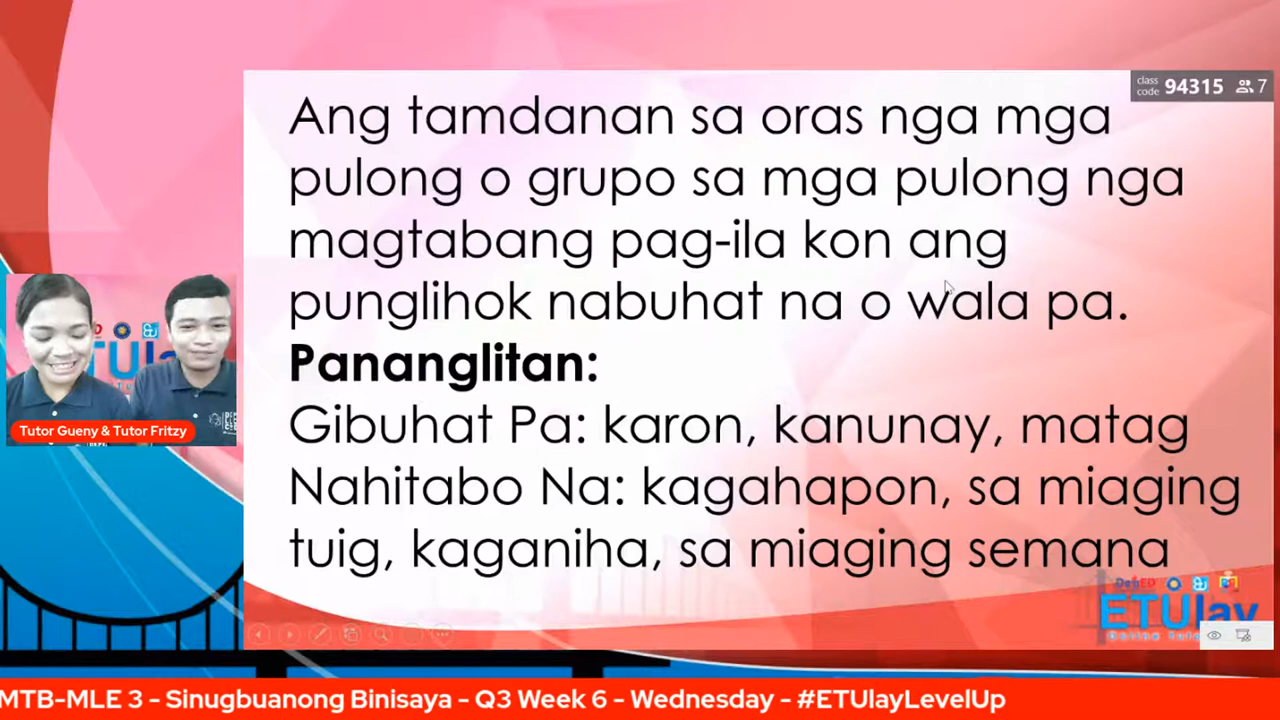 class code 94315 7
Ang tamdanan sa oras nga mga
pulong o grupo sa mga pulong nga
magtabang pag-ila kon ang
punglihok nabuhat na o wala pa.
Pananglitan:
Gibuhat Pa: karon, kanunay, matag
Nahitabo Na: kagahapon, sa miaging
tuig, kaganiha, sa miaging semana
Tutor Gueny & Tutor Fritzy
DepED
ETUlay
MTB-MLE 3 - Sinugbuanong Binisaya - Q3 Week 6 - Wednesday - #ETUlayLevelUp